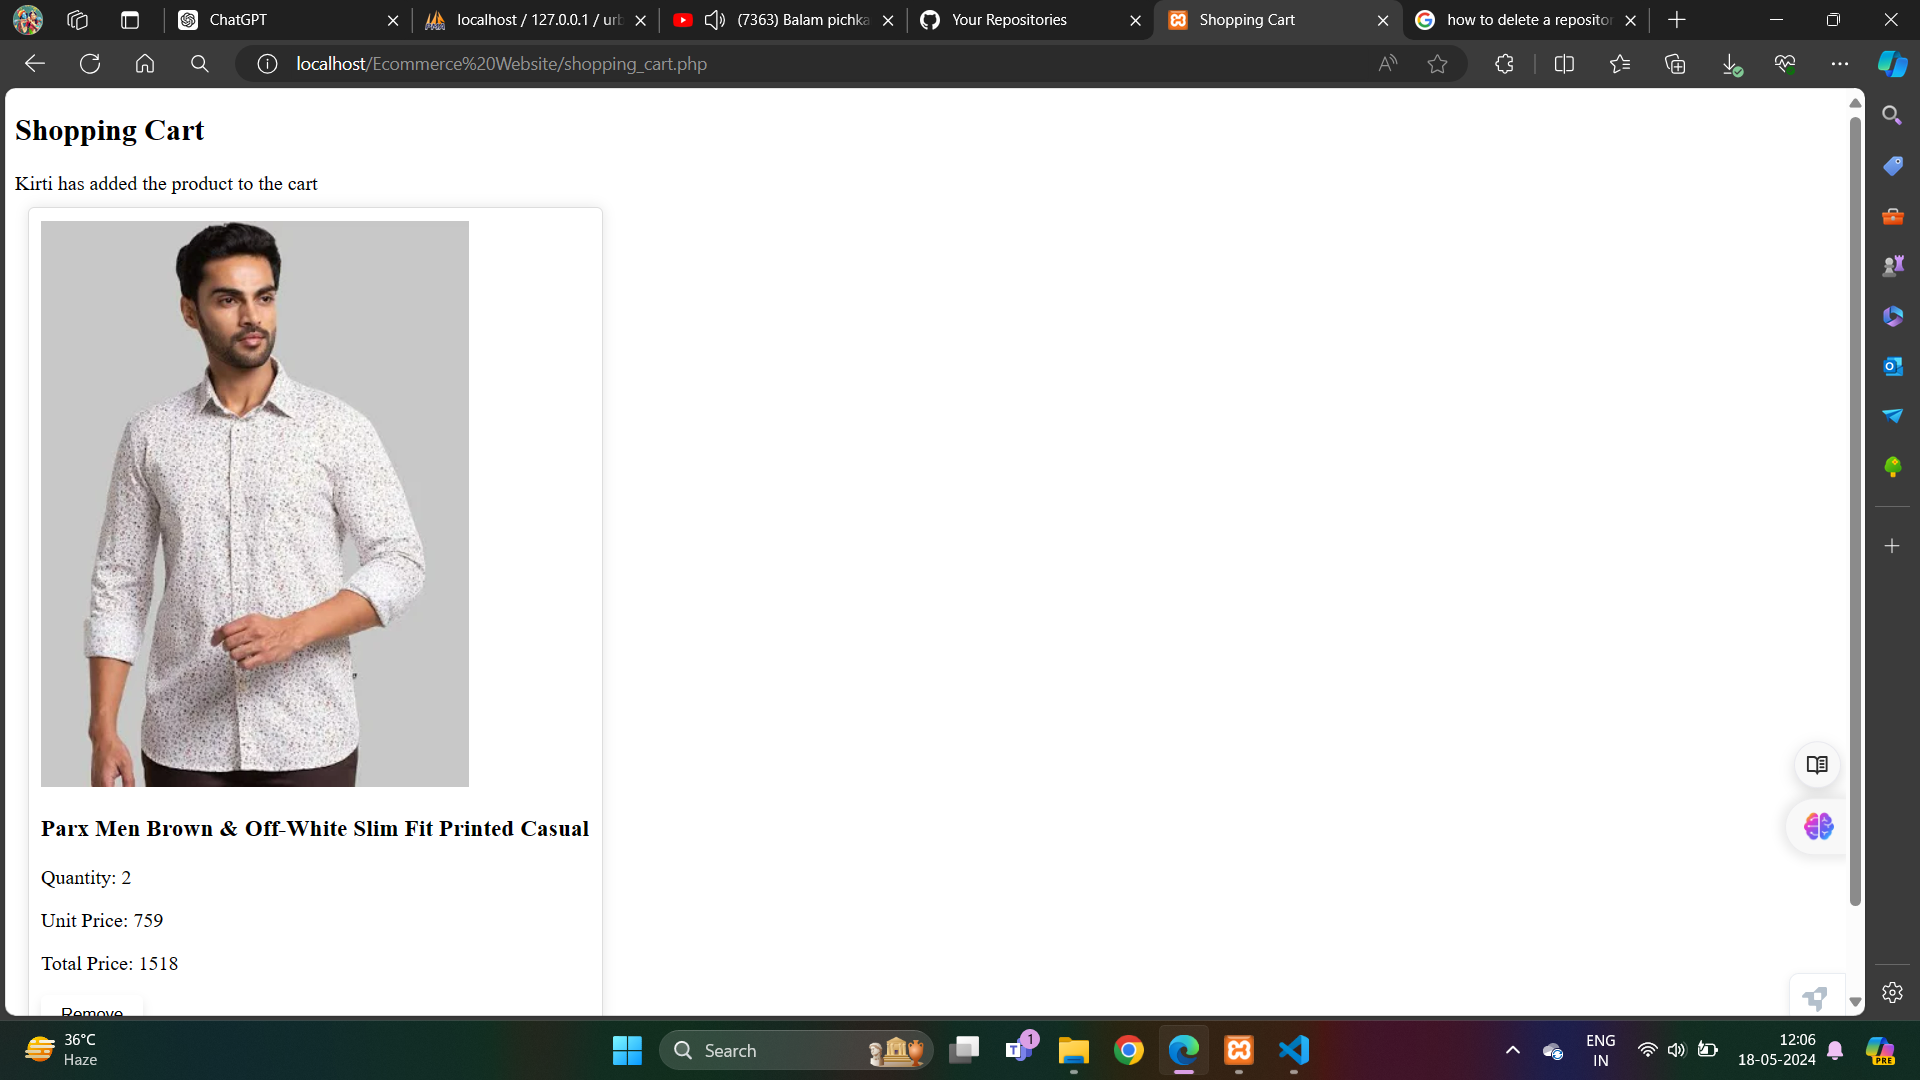 ChatGPT
localhost / 127.0.0.1 / urb
(7363) Balam pichka
Your Repositories
Shopping Cart
how to delete a repositor
localhost/Ecommerce%20Website/shopping_cart.php
Shopping Cart
Kirti has added the product to the cart
Parx Men Brown & Off-White Slim Fit Printed Casual
Quantity: 2
Unit Price: 759
Total Price: 1518
Remove
36°C
Haze
Search
1
ENG
IN
12:06
18-05-2024
PRE